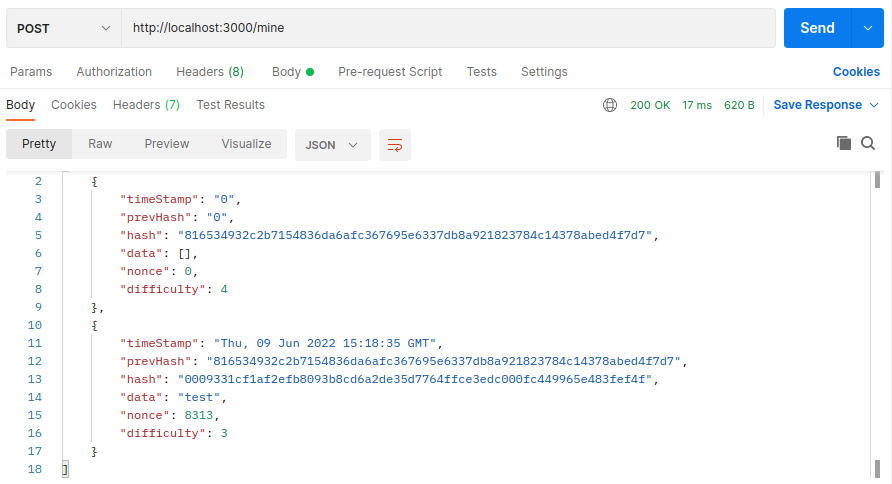 POST http://localhost:3000/mine Send
Params Authorization Headers (8) Body Pre-request Script Tests Settings Cookies
Body Cookies Headers (7) Test Results 200 OK 17 ms 620 B Save Response
Pretty Raw Preview Visualize JSON
2 {
3 "timeStamp": "0",
4 "prevHash": "0",
5 "hash": "816534932c2b7154836da6afc367695e6337db8a921823784c14378abed4f7d7",
6 "data": [],
7 "nonce": 0,
8 "difficulty": 4
9 },
10 {
11 "timeStamp": "Thu, 09 Jun 2022 15:18:35 GMT",
12 "prevHash": "816534932c2b7154836da6afc367695e6337db8a921823784c14378abed4f7d7",
13 "hash": "0009331cf1af2efb8093b8cd6a2de35d7764ffce3edc000fc449965e483fef4f",
14 "data": "test",
15 "nonce": 8313,
16 "difficulty": 3
17 }
18 ]